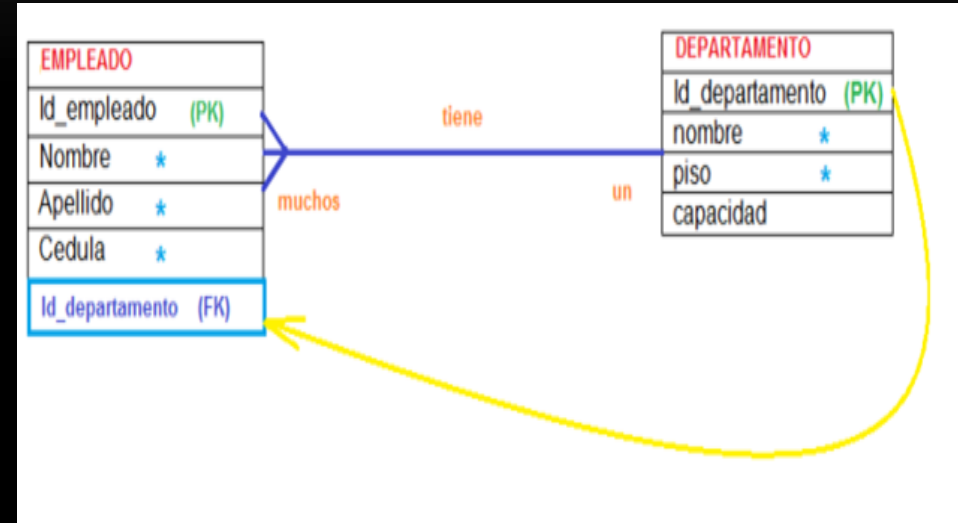 EMPLEADO
Id_empleado (PK)
Nombre *
Apellido *
Cedula *
Id_departamento (FK)
tiene
muchos
un
DEPARTAMENTO
Id_departamento (PK)
nombre *
piso *
capacidad